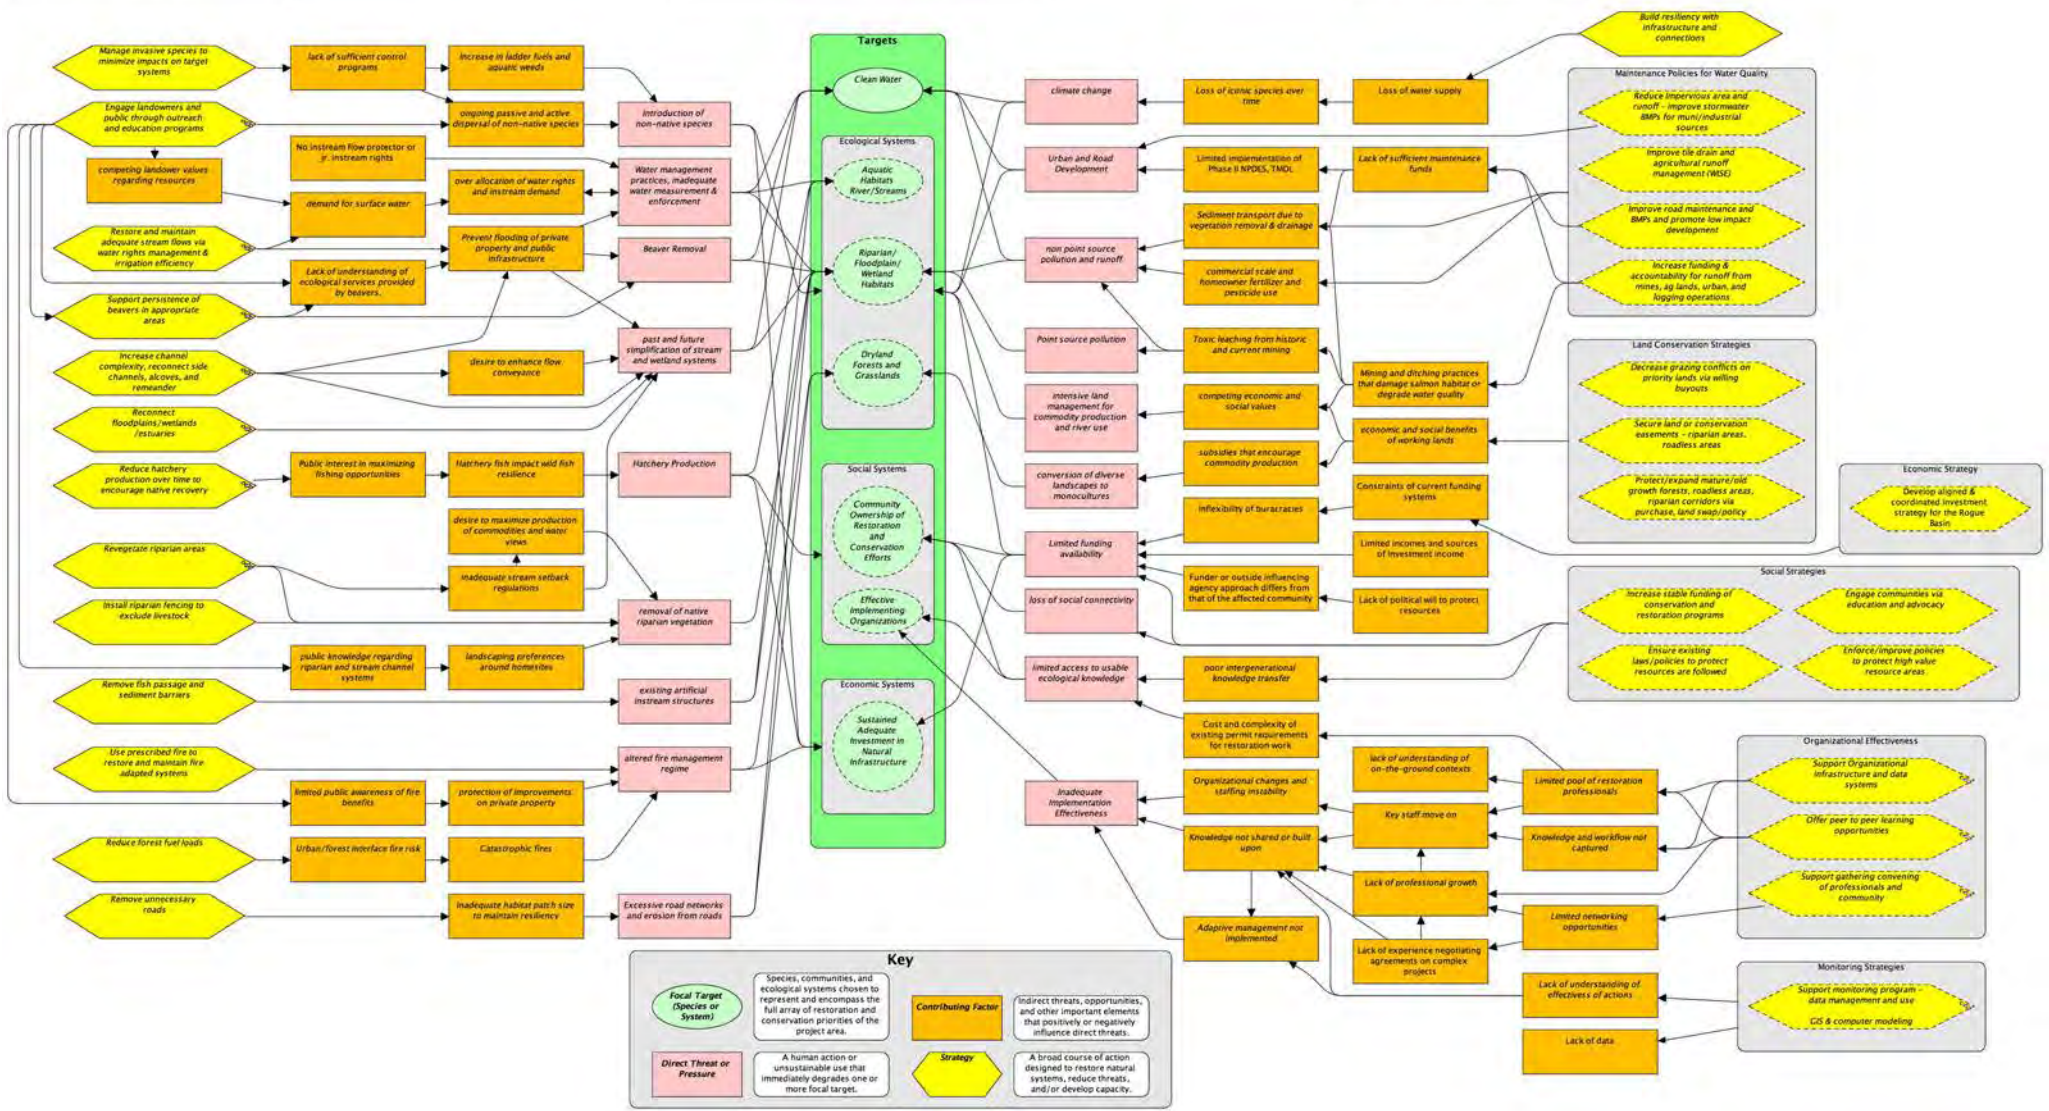 Manage invasive species to
minimize impacts on target
systems
Engage landowners and
public through outreach
and education programs
competing landower values
regarding resources
Restore and maintain
adequate stream flows via
water rights management &
irrigation efficiency
Support persistence of
beavers in appropriate
areas
Increase channel
complexity, reconnect side
channels, alcoves, and
remeander
Reconnect
floodplains/wetlands
/estuaries
Reduce hatchery
production over time to
encourage native recovery
Revegetate riparian areas
Install riparian fencing to
exclude livestock
Remove fish passage and
sediment barriers
Use prescribed fire to
restore and maintain fire
adapted systems
Reduce forest fuel loads
Remove unnecessary
roads
lack of sufficient control
programs
No instream flow protector or
jr. instream rights
demand for surface water
Lack of understanding of
ecological services provided
by beavers.
Public interest in maximizing
fishing opportunities
public knowledge regarding
riparian and stream channel
systems
limited public awareness of fire
benefits
Urban/forest interface fire risk
Increase in ladder fuels and
aquatic weeds
ongoing passive and active
dispersal of non-native species
over allocation of water rights
and instream demand
Prevent flooding of private
property and public
infrastructure
desire to enhance flow
conveyance
Hatchery fish impact wild fish
resilience
desire to maximize production
of commodities and water
views
inadequate stream setback
regulations
landscaping preferences
around homesites
protection of improvements
on private property
Catastrophic fires
Inadequate habitat patch size
to maintain resiliency
Introduction of
non-native species
Water management
practices, inadequate
water measurement &
enforcement
Beaver Removal
past and future
simplification of stream
and wetland systems
Hatchery Production
removal of native
riparian vegetation
existing artificial
instream structures
altered fire management
regime
Excessive road networks
and erosion from roads
Targets
Clean Water
Ecological Systems
Aquatic
Habitats
River/Streams
Riparian/
Floodplain/
Wetland
Habitats
Dryland
Forests and
Grasslands
Social Systems
Community
Ownership of
Restoration
and
Conservation
Efforts
Effective
Implementing
Organizations
Economic Systems
Sustained
Adequate
Investment in
Natural
Infrastructure
climate change
Urban and Road
Development
non point source
pollution and runoff
Point source pollution
intensive land
management for
commodity production
and river use
conversion of diverse
landscapes to
monocultures
Limited funding
availability
loss of social connectivity
limited access to usable
ecological knowledge
Inadequate
Implementation
Effectiveness
Loss of iconic species over
time
Limited implementation of
Phase II NPDES, TMDL
Sediment transport due to
vegetation removal & drainage
commercial scale and
homeowner fertilizer and
pesticide use
Toxic leaching from historic
and current mining
competing economic and
social values
subsidies that encourage
commodity production
inflexibility of buracracies
Funder or outside influencing
agency approach differs from
that of the affected community
poor intergenerational
knowledge transfer
Cost and complexity of
existing permit requirements
for restoration work
Organizational changes and
staffing instability
Knowledge not shared or built
upon
Adaptive management not
implemented
Loss of water supply
Lack of sufficient maintenance
funds
Mining and ditching practices
that damage salmon habitat or
degrade water quality
economic and social benefits
of working lands
Constraints of current funding
systems
Limited incomes and sources
of investment income
Lack of political will to protect
resources
lack of understanding of
on-the-ground contexts
Key staff move on
Lack of professional growth
Lack of experience negotiating
agreements on complex
projects
Limited pool of restoration
professionals
Knowledge and workflow not
captured
Limited networking
opportunities
Lack of understanding of
effectivess of actions
Lack of data
Build resiliency with
infrastructure and
connections
Maintenance Policies for Water Quality
Reduce impervious area and
runoff - improve stormwater
BMPs for muni/industrial
sources
Improve tile drain and
agricultural runoff
management (WISE)
Improve road maintenance and
BMPs and promote low impact
development
Increase funding &
accountability for runoff from
mines, ag lands, urban, and
logging operations
Land Conservation Strategies
Decrease grazing conflicts on
priority lands via willing
buyouts
Secure land or conservation
easements - riparian areas,
roadless areas
Protect/expand mature/old
growth forests, roadless areas,
riparian corridors via
purchase, land swap/policy
Economic Strategy
Develop aligned &
coordinated investment
strategy for the Rogue
Basin
Social Strategies
Increase stable funding of
conservation and
restoration programs
Engage communities via
education and advocacy
Ensure existing
laws/policies to protect
resources are followed
Enforce/improve policies
to protect high value
resource areas
Organizational Effectiveness
Support Organizational
infrastructure and data
systems
Offer peer to peer learning
opportunities
Support gathering convening
of professionals and
community
Monitoring Strategies
Support monitoring program -
data management and use
GIS & computer modeling
Key
Focal Target
(Species or
System)
Species, communities, and
ecological systems chosen to
represent and encompass the
full array of restoration and
conservation priorities of the
project area.
Contributing Factor
Indirect threats, opportunities,
and other important elements
that positively or negatively
influence direct threats.
Direct Threat or
Pressure
A human action or
unsustainable use that
immediately degrades one or
more focal target.
Strategy
A broad course of action
designed to restore natural
systems, reduce threats,
and/or develop capacity.